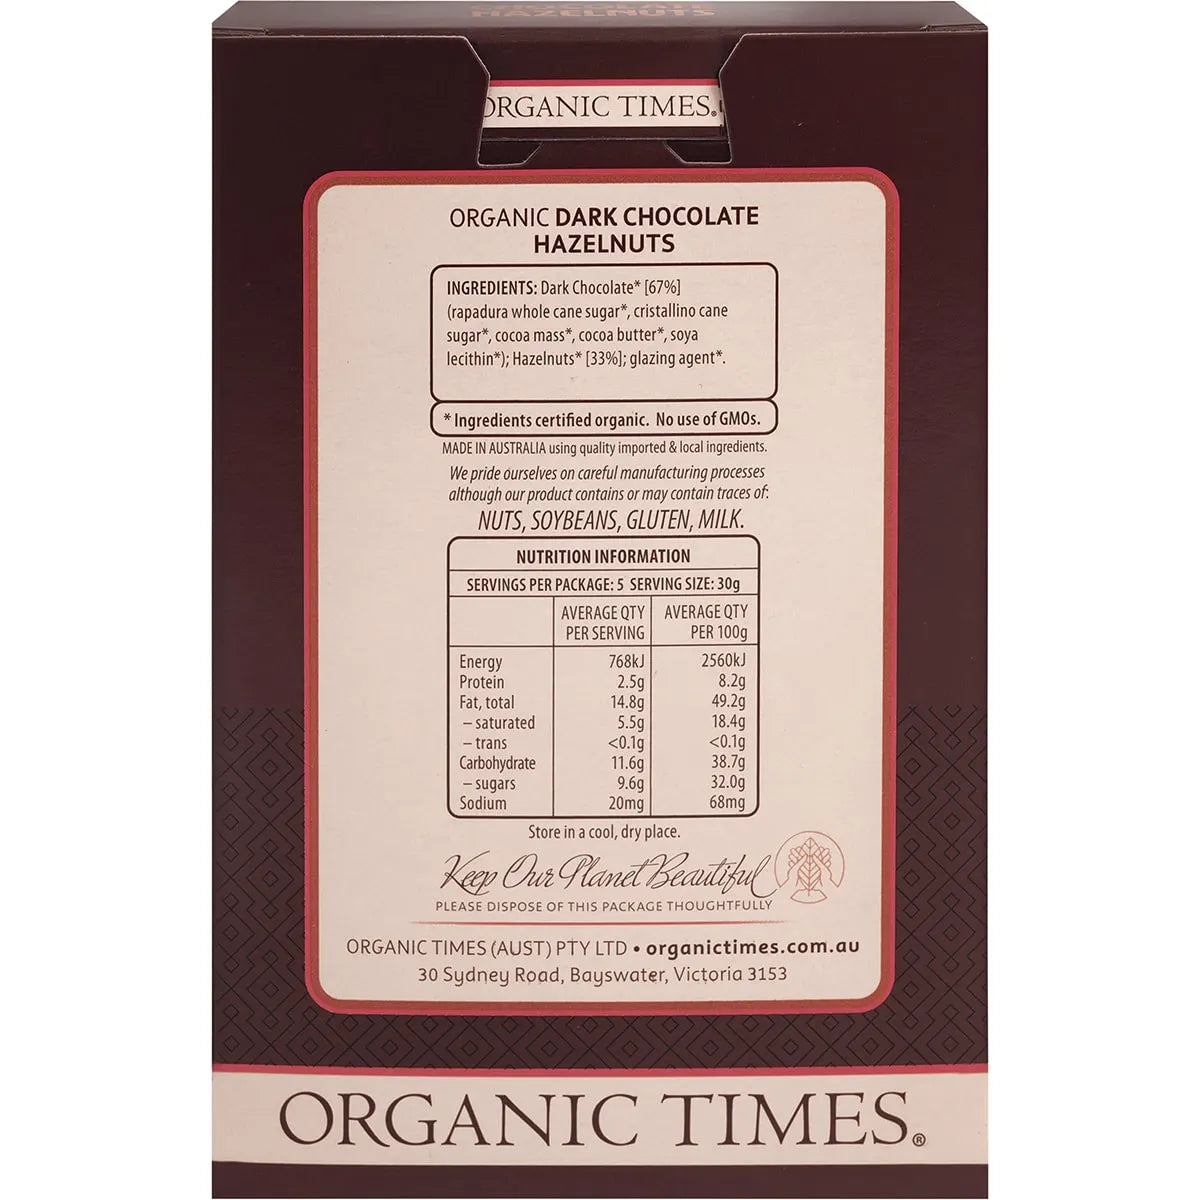 CHOCOLATE
HAZELNUTS
ORGANIC TIMES®
ORGANIC DARK CHOCOLATE
HAZELNUTS
INGREDIENTS: Dark Chocolate* [67%]
(rapadura whole cane sugar*, cristallino cane
sugar*, cocoa mass*, cocoa butter*, soya
lecithin*); Hazelnuts* [33%]; glazing agent*.
* Ingredients certified organic. No use of GMOs.
MADE IN AUSTRALIA using quality imported & local ingredients.
We pride ourselves on careful manufacturing processes
although our product contains or may contain traces of:
NUTS, SOYBEANS, GLUTEN, MILK.
NUTRITION INFORMATION
SERVINGS PER PACKAGE: 5 SERVING SIZE: 30g
AVERAGE QTY PER SERVING AVERAGE QTY PER 100g
Energy 768kJ 2560kJ
Protein 2.5g 8.2g
Fat, total 14.8g 49.2g
– saturated 5.5g 18.4g
– trans <0.1g <0.1g
Carbohydrate 11.6g 38.7g
– sugars 9.6g 32.0g
Sodium 20mg 68mg
Store in a cool, dry place.
Keep Our Planet Beautiful
PLEASE DISPOSE OF THIS PACKAGE THOUGHTFULLY
ORGANIC TIMES (AUST) PTY LTD • organictimes.com.au
30 Sydney Road, Bayswater, Victoria 3153
ORGANIC TIMES®